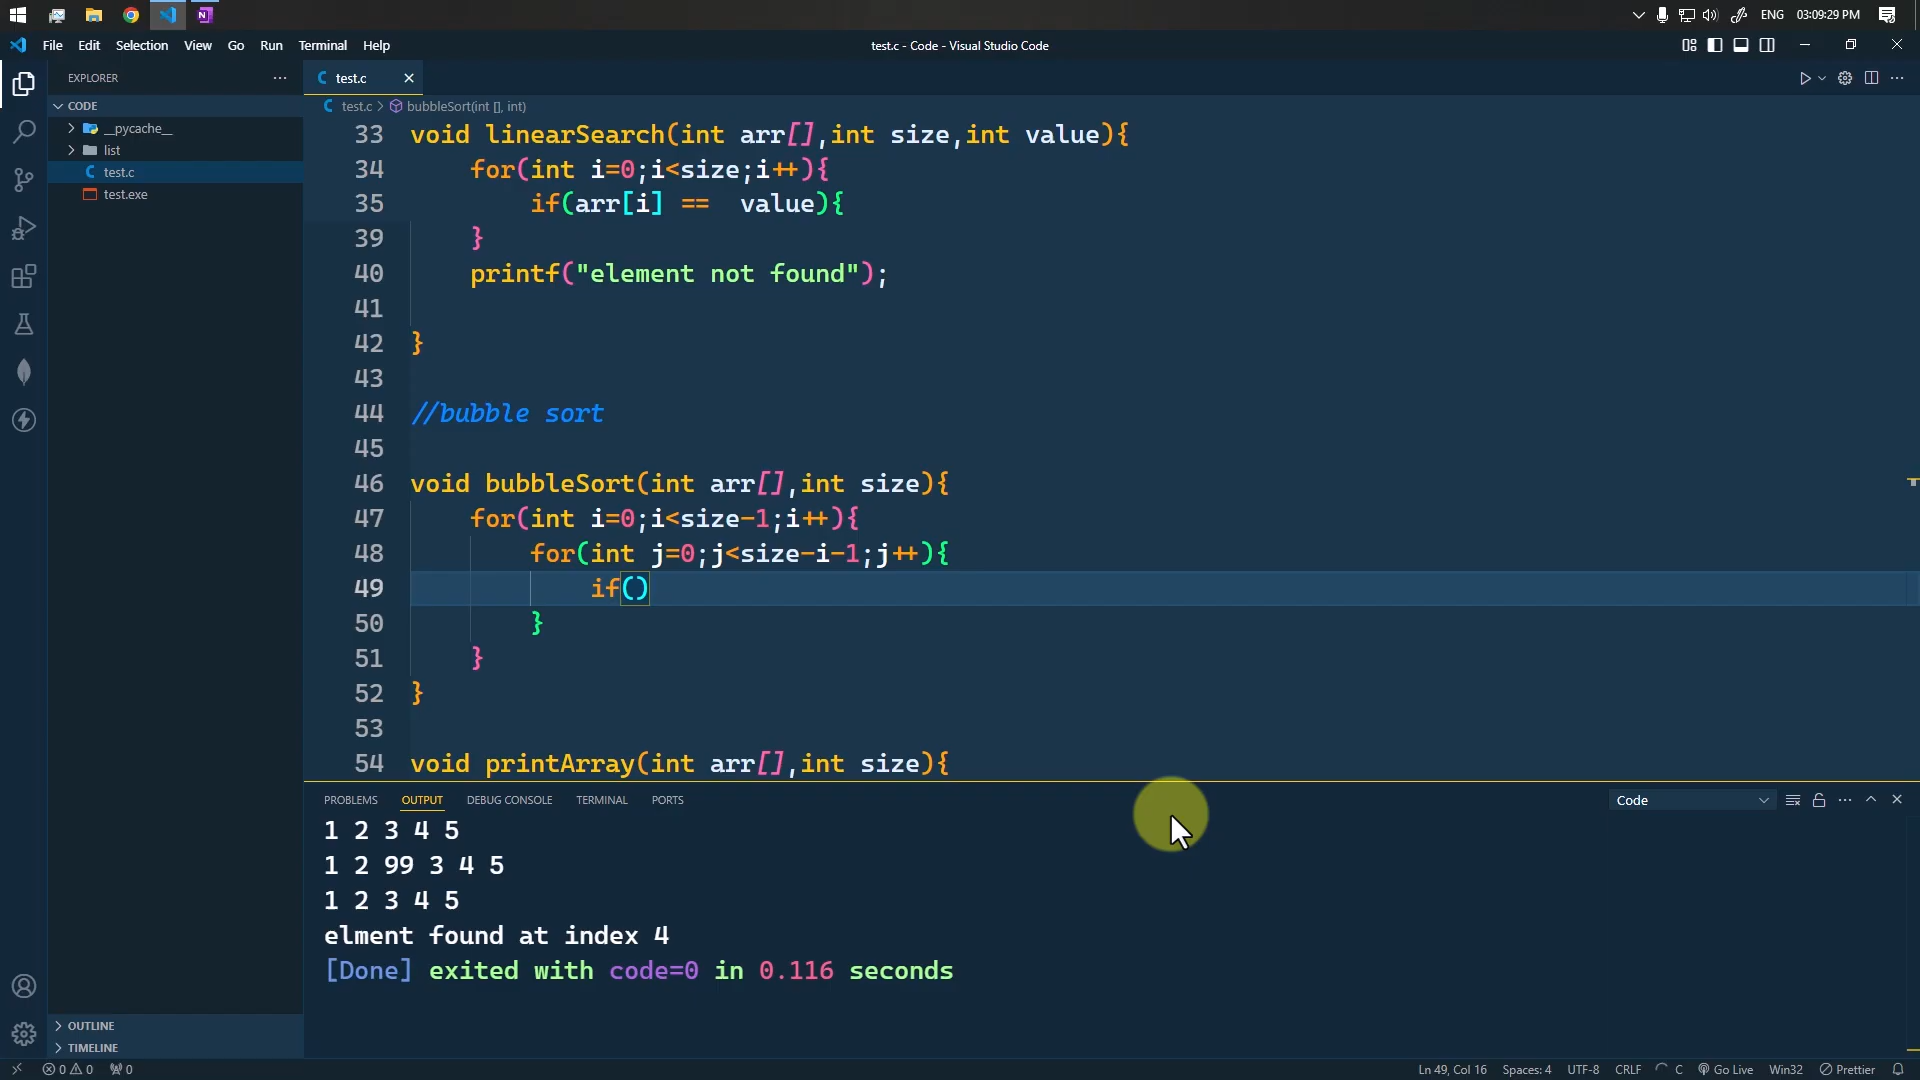 ENG 03:09:29 PM
File Edit Selection View Go Run Terminal Help
test.c - Code - Visual Studio Code
EXPLORER
CODE
__pycache__
list
test.c
test.exe
OUTLINE
TIMELINE
test.c
test.c > bubbleSort(int [], int)
33 void linearSearch(int arr[],int size,int value){
34 for(int i=0;i<size;i++){
35 if(arr[i] == value){
39 }
40 printf("element not found");
41
42 }
43
44 //bubble sort
45
46 void bubbleSort(int arr[],int size){
47 for(int i=0;i<size-1;i++){
48 for(int j=0;j<size-i-1;j++){
49 if()
50 }
51 }
52 }
53
54 void printArray(int arr[],int size){
PROBLEMS OUTPUT DEBUG CONSOLE TERMINAL PORTS
Code
1 2 3 4 5
1 2 99 3 4 5
1 2 3 4 5
elment found at index 4
[Done] exited with code=0 in 0.116 seconds
0 0 0
Ln 49, Col 16 Spaces: 4 UTF-8 CRLF C Go Live Win32 Prettier